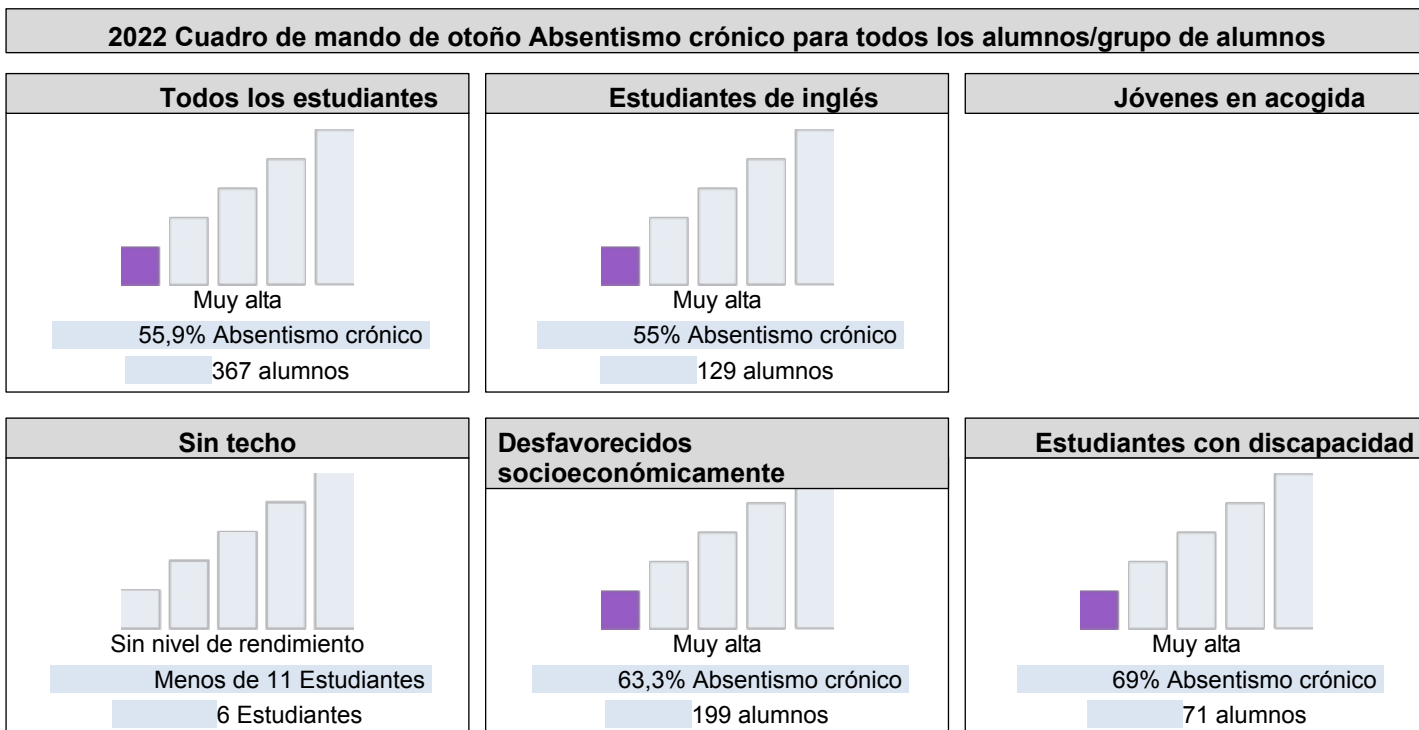 2022 Cuadro de mando de otoño Absentismo crónico para todos los alumnos/grupo de alumnos
Todos los estudiantes
Muy alta
55,9% Absentismo crónico
367 alumnos
Estudiantes de inglés
Muy alta
55% Absentismo crónico
129 alumnos
Jóvenes en acogida
Sin techo
Sin nivel de rendimiento
Menos de 11 Estudiantes
6 Estudiantes
Desfavorecidos
socioeconómicamente
Muy alta
63,3% Absentismo crónico
199 alumnos
Estudiantes con discapacidad
Muy alta
69% Absentismo crónico
71 alumnos